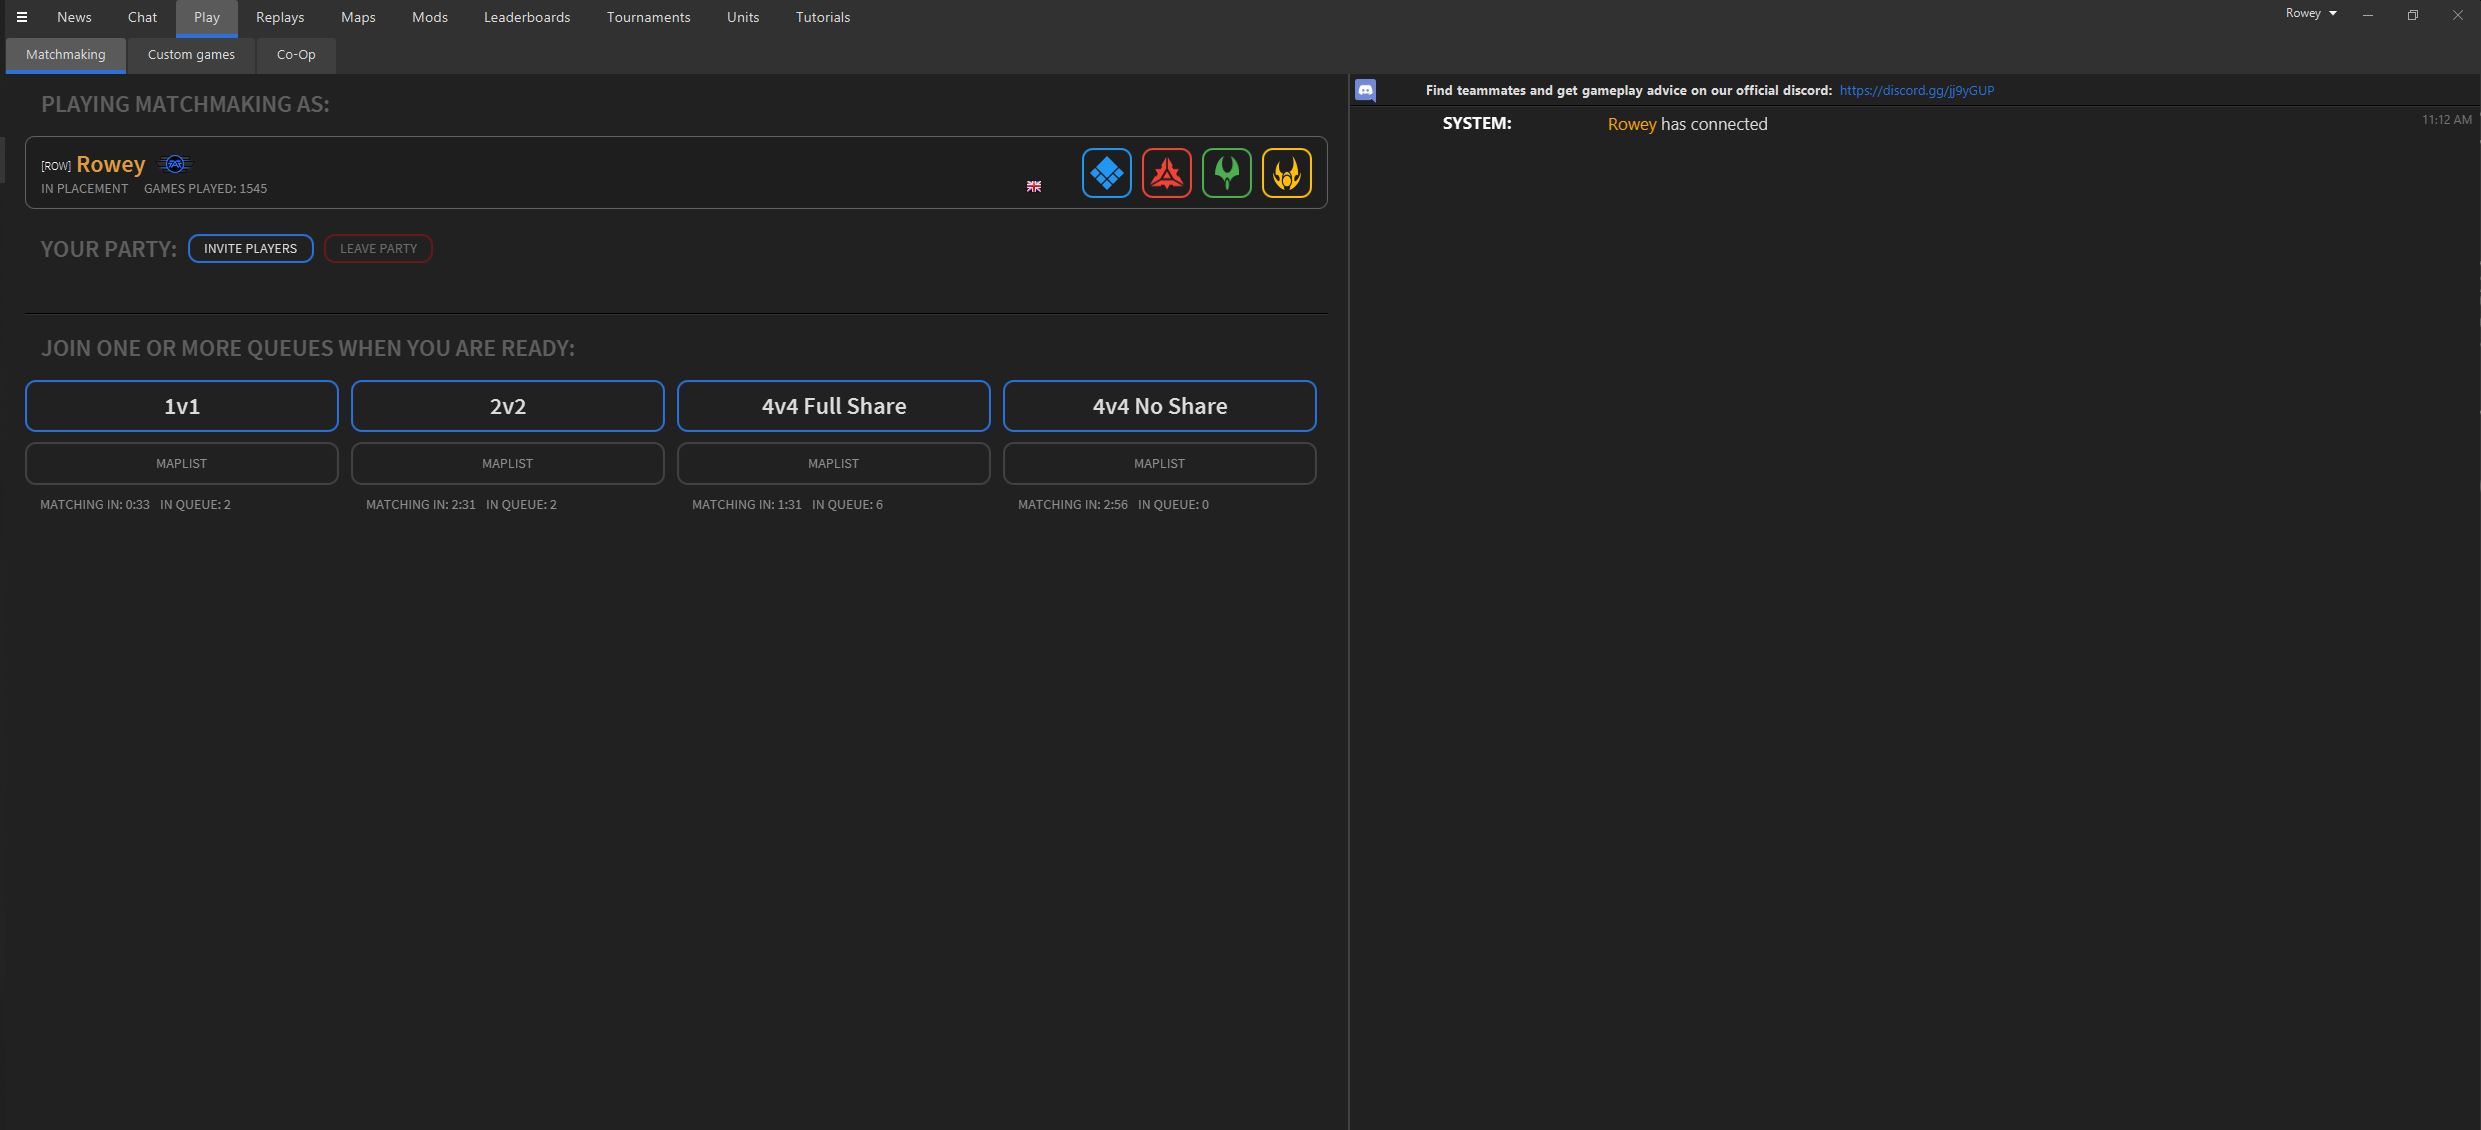 News Chat Play Replays Maps Mods Leaderboards Tournaments Units Tutorials Rowey
Matchmaking Custom games Co-Op
PLAYING MATCHMAKING AS:
[ROW] Rowey FAF
IN PLACEMENT GAMES PLAYED: 1545
YOUR PARTY: INVITE PLAYERS LEAVE PARTY
JOIN ONE OR MORE QUEUES WHEN YOU ARE READY:
1v1 2v2 4v4 Full Share 4v4 No Share
MAPLIST MAPLIST MAPLIST MAPLIST
MATCHING IN: 0:33 IN QUEUE: 2 MATCHING IN: 2:31 IN QUEUE: 2 MATCHING IN: 1:31 IN QUEUE: 6 MATCHING IN: 2:56 IN QUEUE: 0
Find teammates and get gameplay advice on our official discord: https://discord.gg/jj9yGUP
SYSTEM: Rowey has connected 11:12 AM